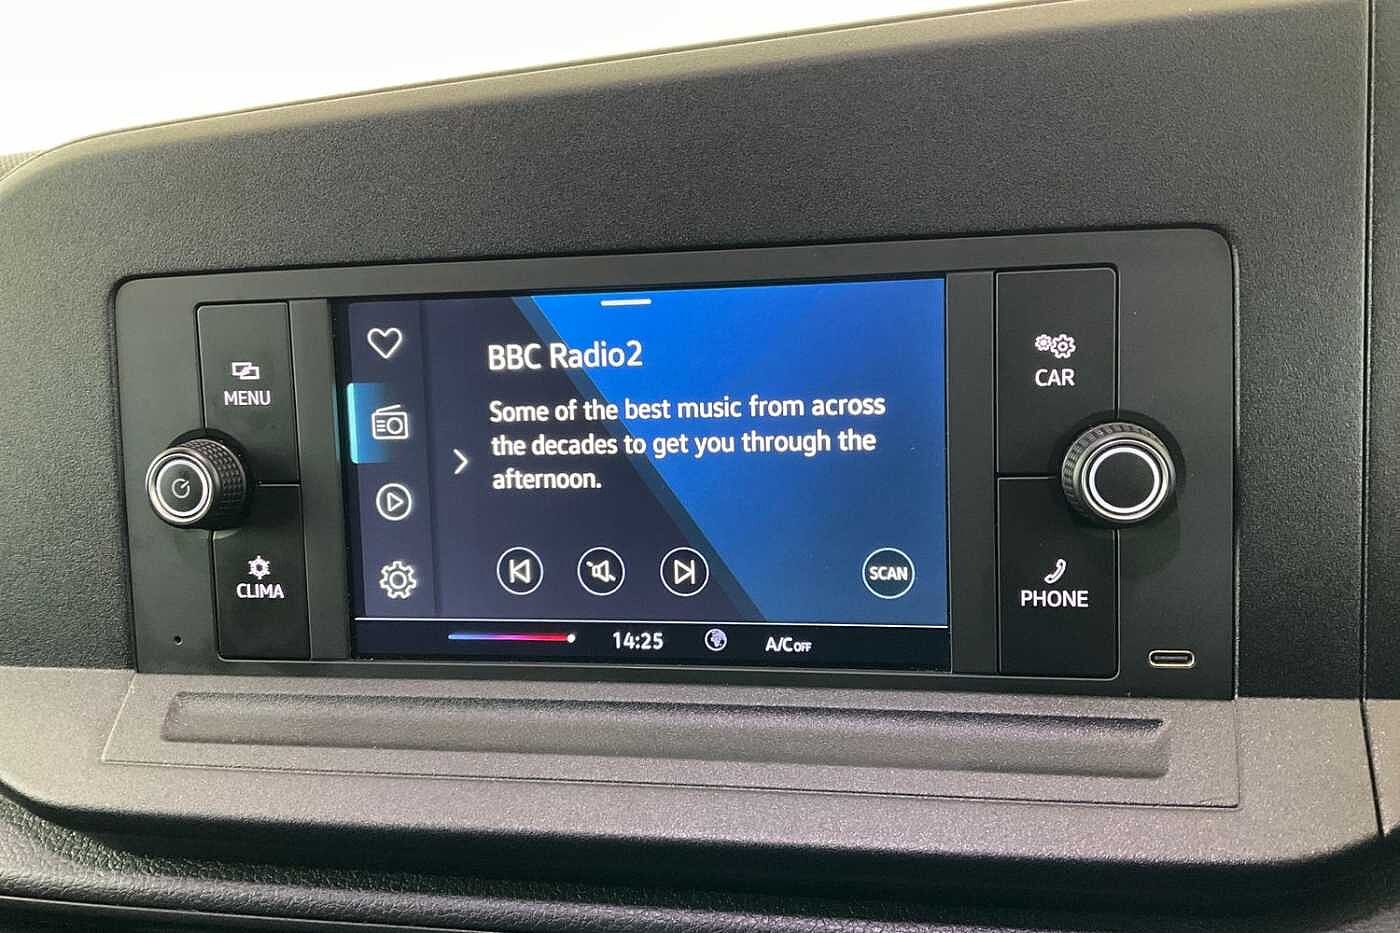 MENU
CLIMA
BBC Radio2
Some of the best music from across
the decades to get you through the
afternoon.
SCAN
14:25
A/C OFF
CAR
PHONE